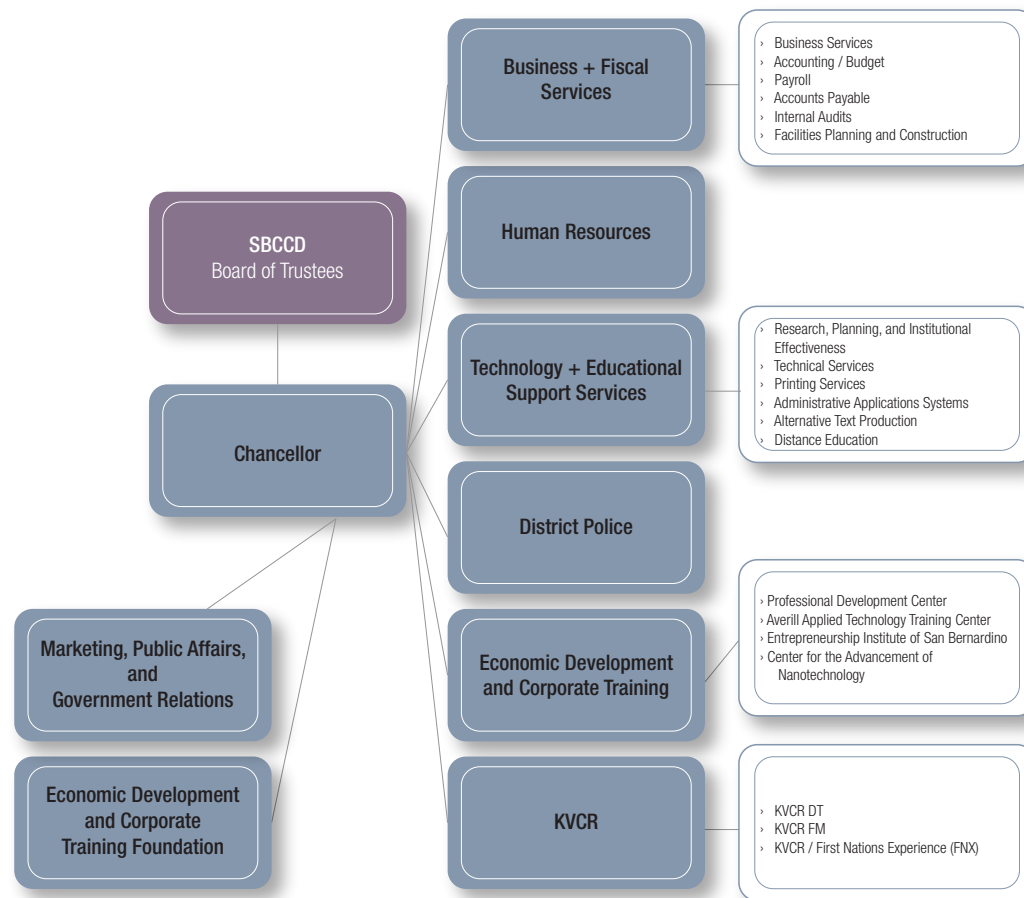 SBCCD
Board of Trustees
Chancellor
Marketing, Public Affairs,
and
Government Relations
Economic Development
and Corporate
Training Foundation
Business + Fiscal
Services
› Business Services
› Accounting / Budget
› Payroll
› Accounts Payable
› Internal Audits
› Facilities Planning and Construction
Human Resources
Technology + Educational
Support Services
› Research, Planning, and Institutional
Effectiveness
› Technical Services
› Printing Services
› Administrative Applications Systems
› Alternative Text Production
› Distance Education
District Police
Economic Development
and Corporate Training
› Professional Development Center
› Averill Applied Technology Training Center
› Entrepreneurship Institute of San Bernardino
› Center for the Advancement of
Nanotechnology
KVCR
› KVCR DT
› KVCR FM
› KVCR / First Nations Experience (FNX)